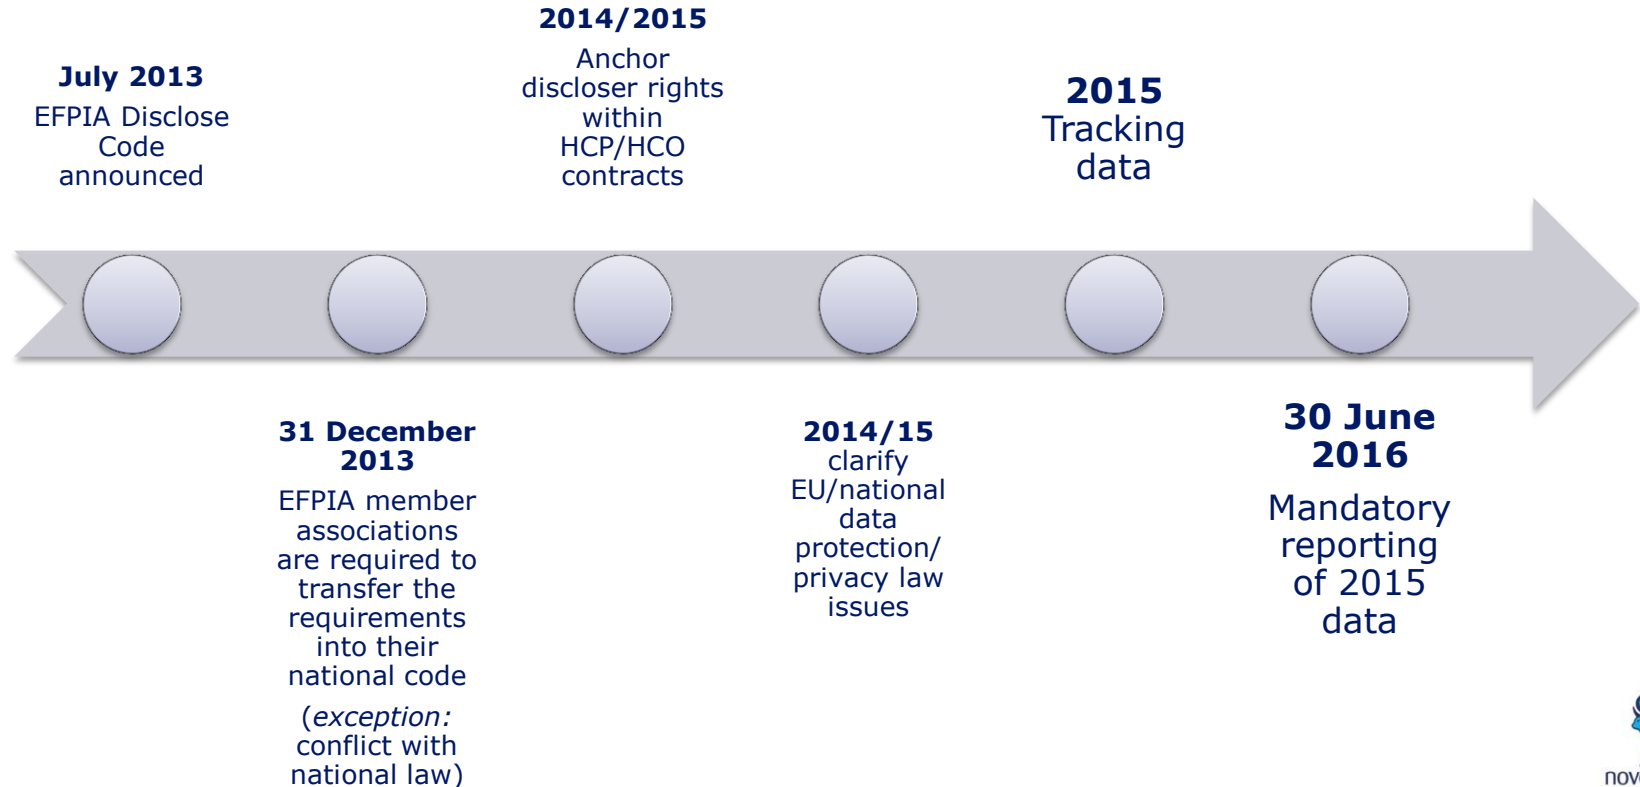 July 2013
EFPIA Disclose
Code
announced
31 December
2013
EFPIA member
associations
are required to
transfer the
requirements
into their
national code
(exception:
conflict with
national law)
2014/2015
Anchor
discloser rights
within
HCP/HCO
contracts
2014/15
clarify
EU/national
data
protection/
privacy law
issues
2015
Tracking
data
30 June
2016
Mandatory
reporting
of 2015
data